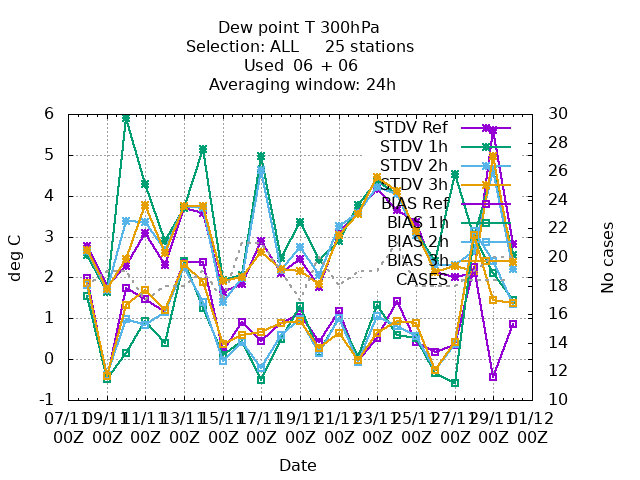 Dew point T 300hPa
Selection: ALL 25 stations
Used 06 + 06
Averaging window: 24h
6
5
4
3
2
1
0
-1
deg C
30
28
26
24
22
20
18
16
14
12
10
No cases
STDV Ref
STDV 1h
STDV 2h
STDV 3h
BIAS Ref
BIAS 1h
BIAS 2h
BIAS 3h
CASES
07/11 09/11 11/11 13/11 15/11 17/11 19/11 21/11 23/11 25/11 27/11 29/11 01/12
00Z 00Z 00Z 00Z 00Z 00Z 00Z 00Z 00Z 00Z 00Z 00Z 00Z
Date